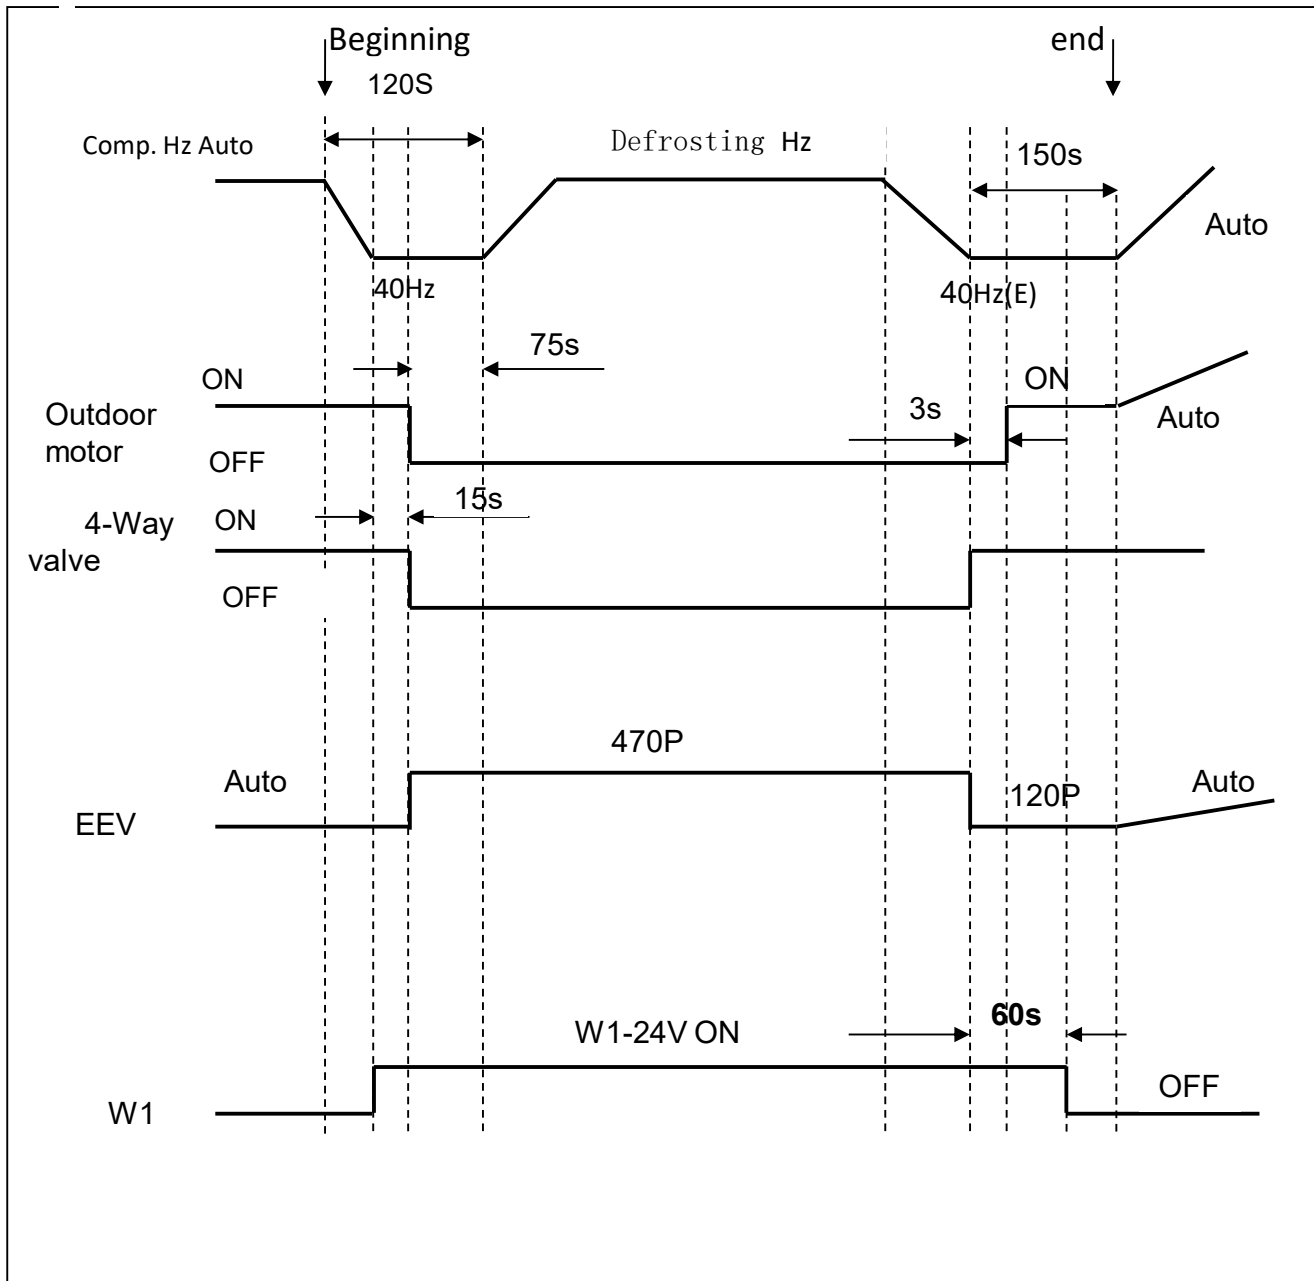 Beginning
end
120S
Comp. Hz Auto
Defrosting Hz
150s
Auto
40Hz
40Hz(E)
75s
ON
ON
Outdoor
motor
3s
Auto
OFF
15s
4-Way
valve
ON
OFF
470P
Auto
120P
Auto
EEV
60s
W1-24V ON
OFF
W1